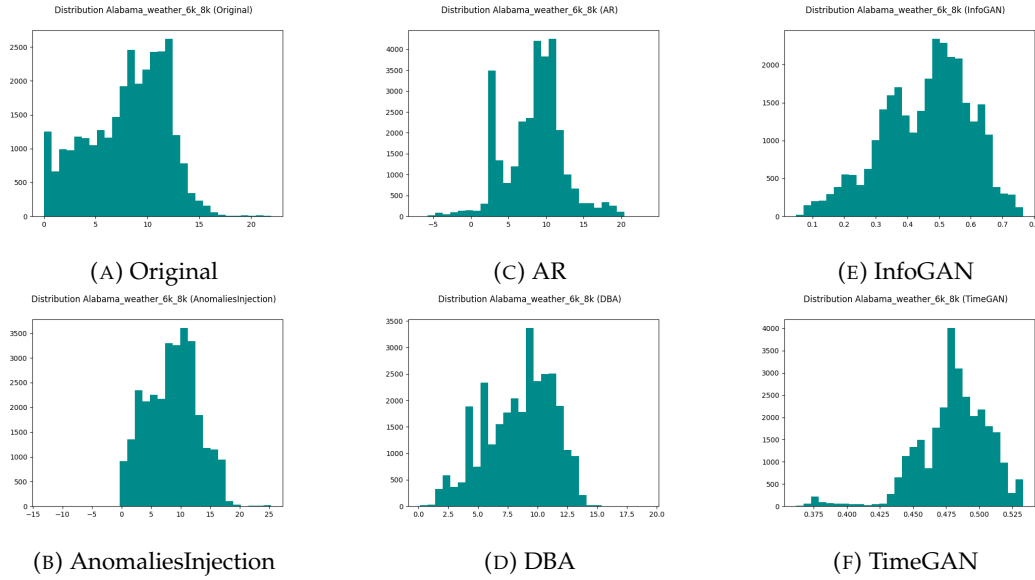 Distribution Alabama_weather_6k_8k (Original)
2500
2000
1500
1000
500
0
0 5 10 15 20
(A) Original
Distribution Alabama_weather_6k_8k (AR)
4000
3500
3000
2500
2000
1500
1000
500
0
−5 0 5 10 15 20
(C) AR
Distribution Alabama_weather_6k_8k (InfoGAN)
2000
1500
1000
500
0
0.1 0.2 0.3 0.4 0.5 0.6 0.7
(E) InfoGAN
Distribution Alabama_weather_6k_8k (AnomaliesInjection)
3500
3000
2500
2000
1500
1000
500
0
−15 −10 −5 0 5 10 15 20 25
(B) AnomaliesInjection
Distribution Alabama_weather_6k_8k (DBA)
3500
3000
2500
2000
1500
1000
500
0
0.0 2.5 5.0 7.5 10.0 12.5 15.0 17.5 20.0
(D) DBA
Distribution Alabama_weather_6k_8k (TimeGAN)
4000
3500
3000
2500
2000
1500
1000
500
0
0.375 0.400 0.425 0.450 0.475 0.500 0.525
(F) TimeGAN